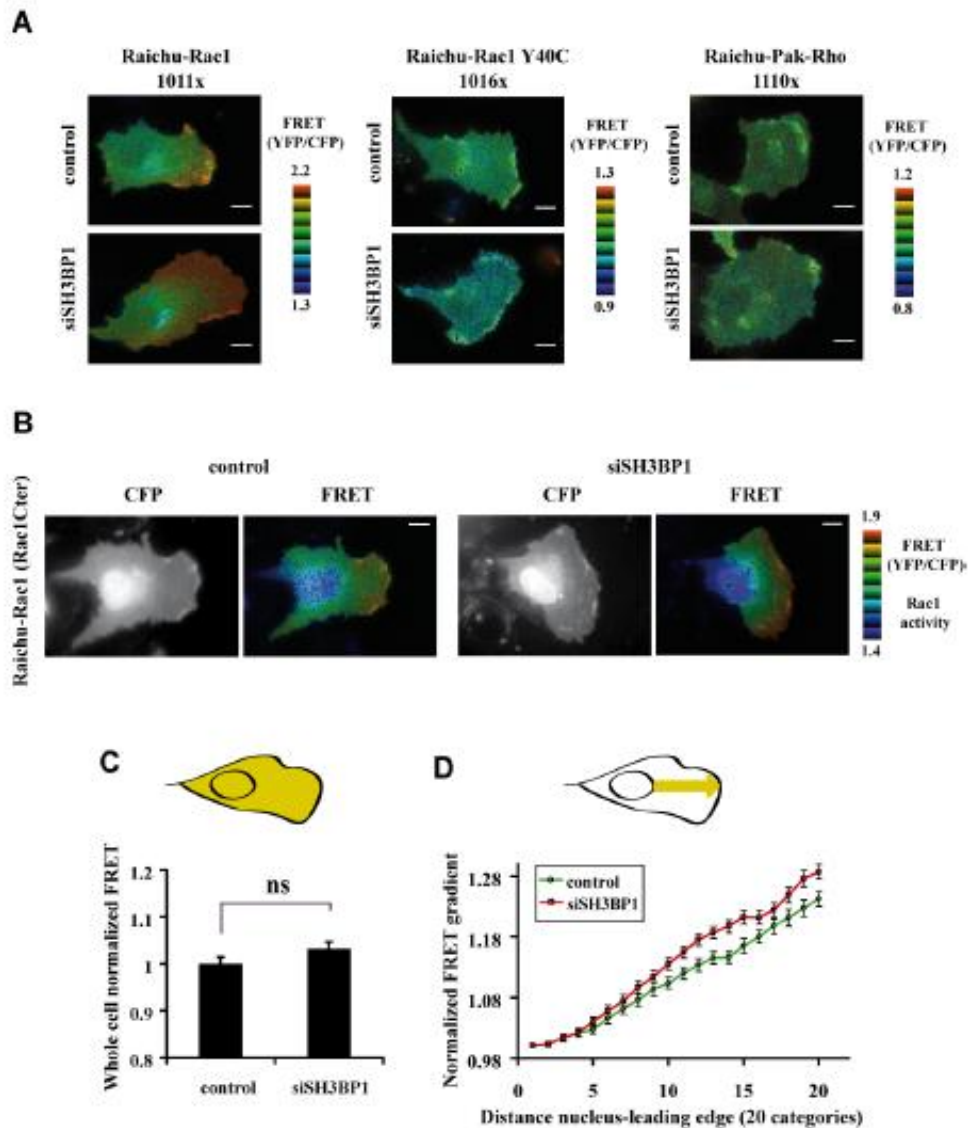 A
Raichu-Rac1
1011x
Raichu-Rac1 Y40C
1016x
Raichu-Pak-Rho
1110x
control
siSH3BP1
FRET
(YFP/CFP)
2.2
1.3
control
siSH3BP1
FRET
(YFP/CFP)
1.3
0.9
control
siSH3BP1
FRET
(YFP/CFP)
1.2
0.8
B
control
siSH3BP1
CFP
FRET
CFP
FRET
Raichu-Rac1 (Rac1Cter)
1.9
FRET
(YFP/CFP)
Rac1
activity
1.4
C
Whole cell normalized FRET
1.2
1.1
1
0.9
0.8
ns
control
siSH3BP1
D
Normalized FRET gradient
1.28
1.18
1.08
0.98
control
siSH3BP1
0
5
10
15
20
Distance nucleus-leading edge (20 categories)